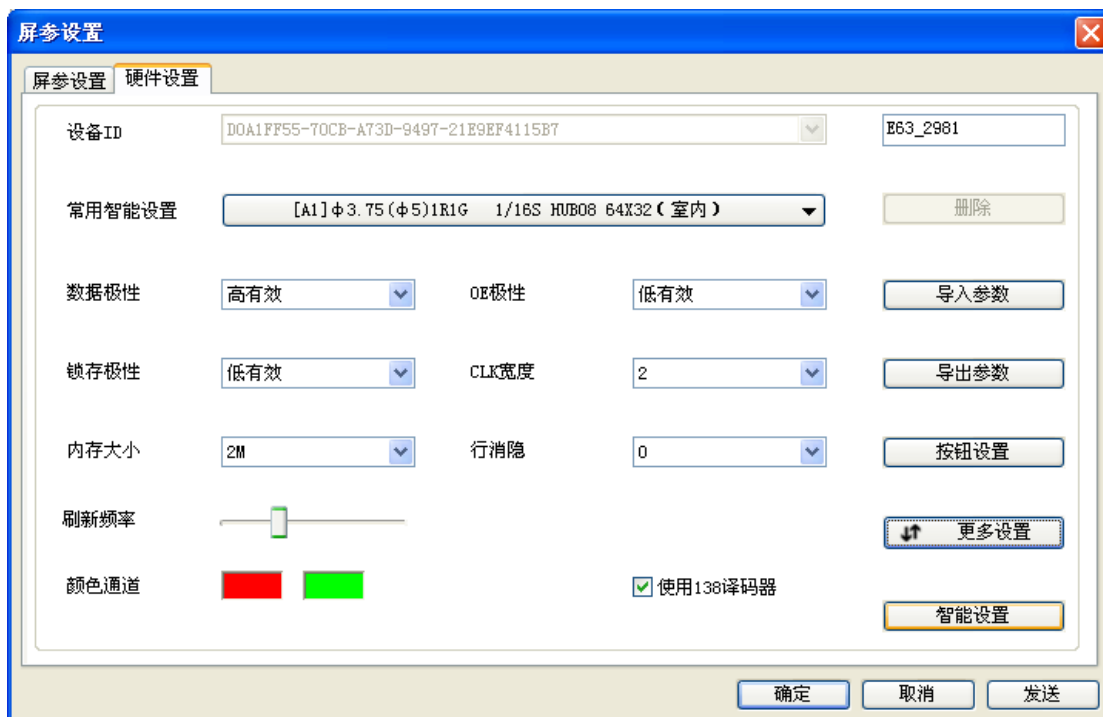 屏参设置
屏参设置 硬件设置
设备ID D0A1FF55-70CB-A73D-9497-21E9EF4115B7 E63_2981
常用智能设置 [A1]φ3.75(φ5)1R1G 1/16S HUB08 64X32(室内) 删除
数据极性 高有效 OE极性 低有效 导入参数
锁存极性 低有效 CLK宽度 2 导出参数
内存大小 2M 行消隐 0 按钮设置
刷新频率 更多设置
颜色通道 使用138译码器
智能设置
确定 取消 发送